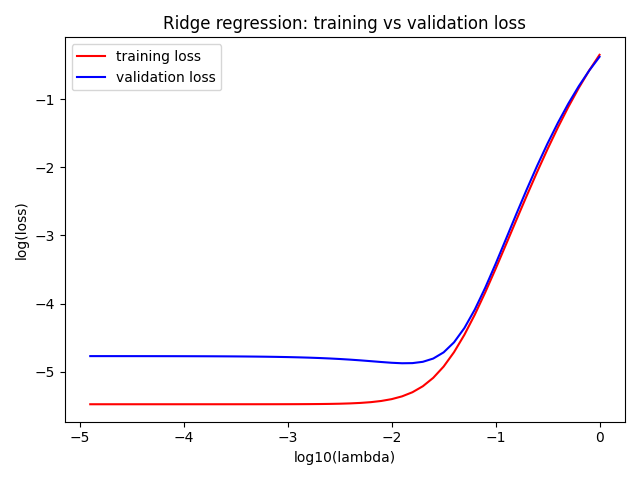 Ridge regression: training vs validation loss
training loss
validation loss
log(loss)
−1
−2
−3
−4
−5
−5 −4 −3 −2 −1 0
log10(lambda)